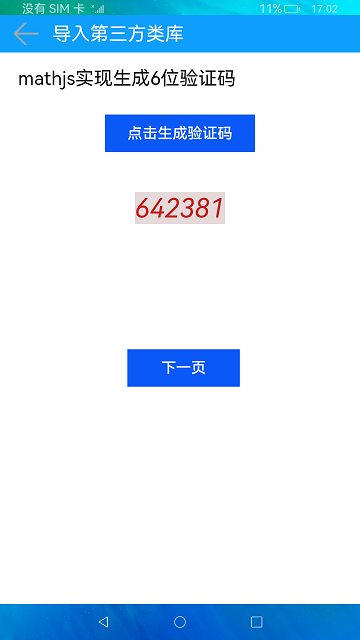 没有 SIM 卡 11% 17:02
导入第三方类库
mathjs实现生成6位验证码
点击生成验证码
642381
下一页